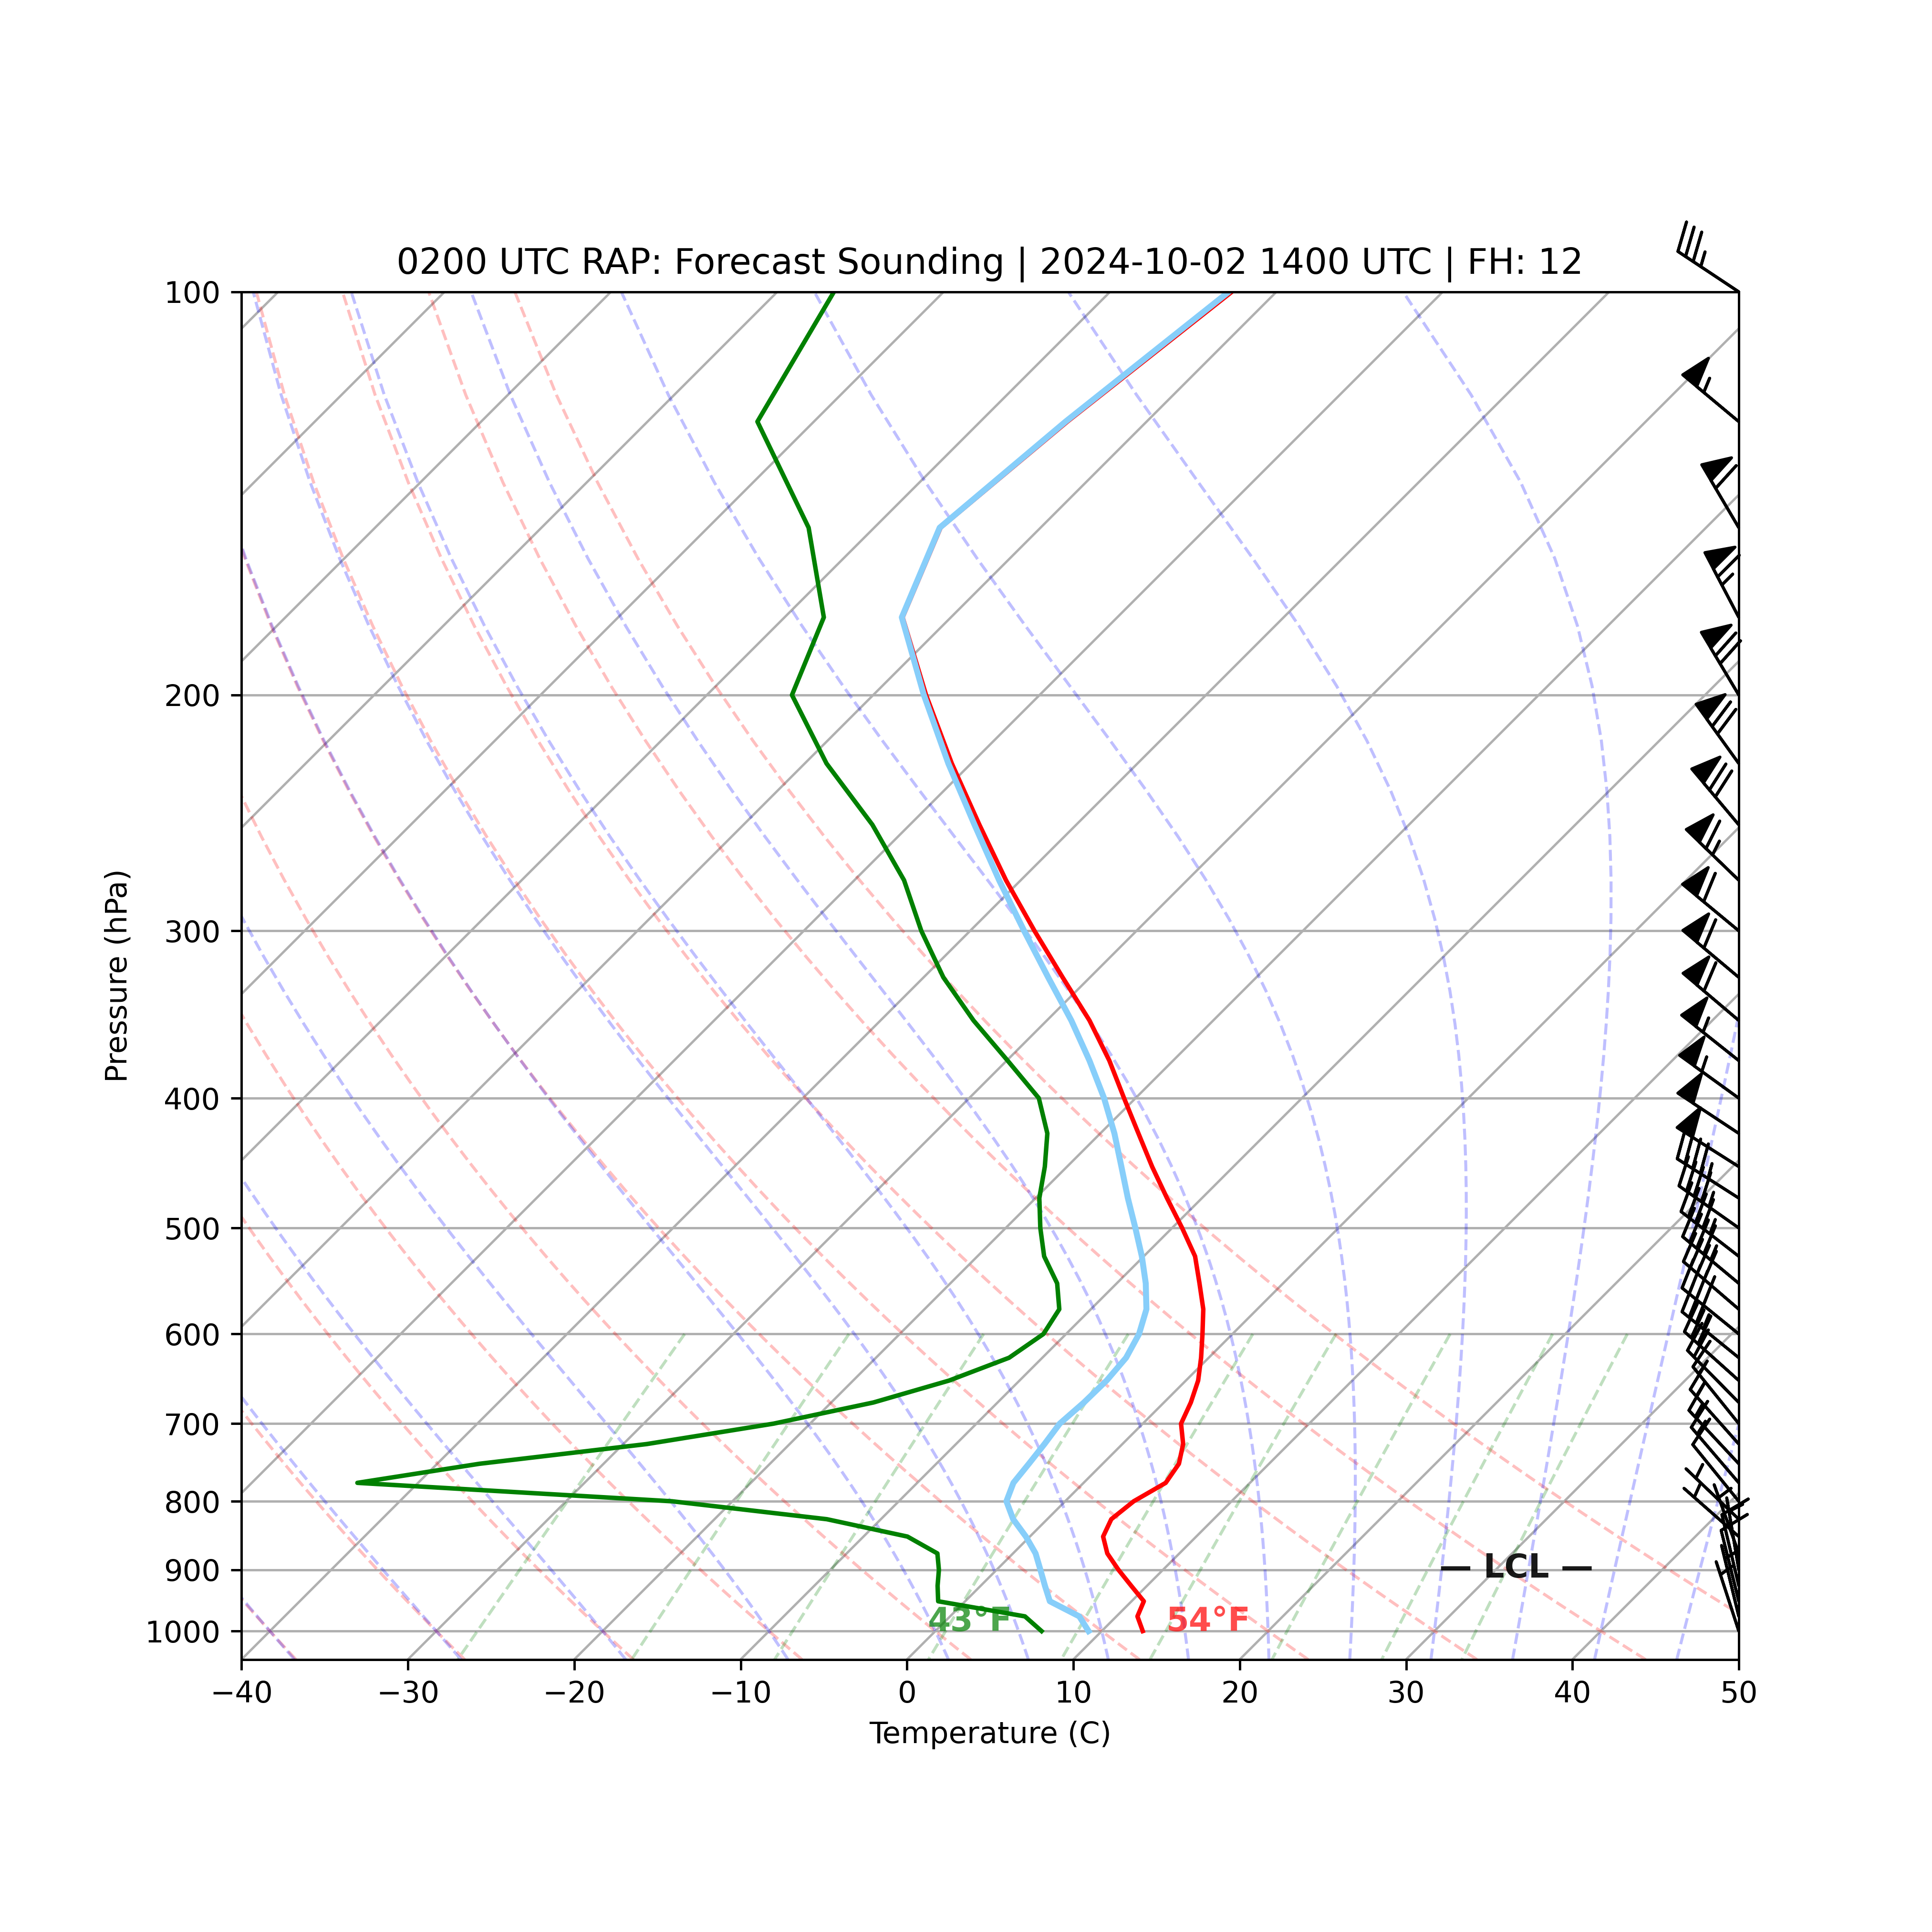 0200 UTC RAP: Forecast Sounding | 2024-10-02 1400 UTC | FH: 12
100
200
300
400
500
600
700
800
900
1000
Pressure (hPa)
— LCL —
43°F
54°F
−40 −30 −20 −10 0 10 20 30 40 50
Temperature (C)